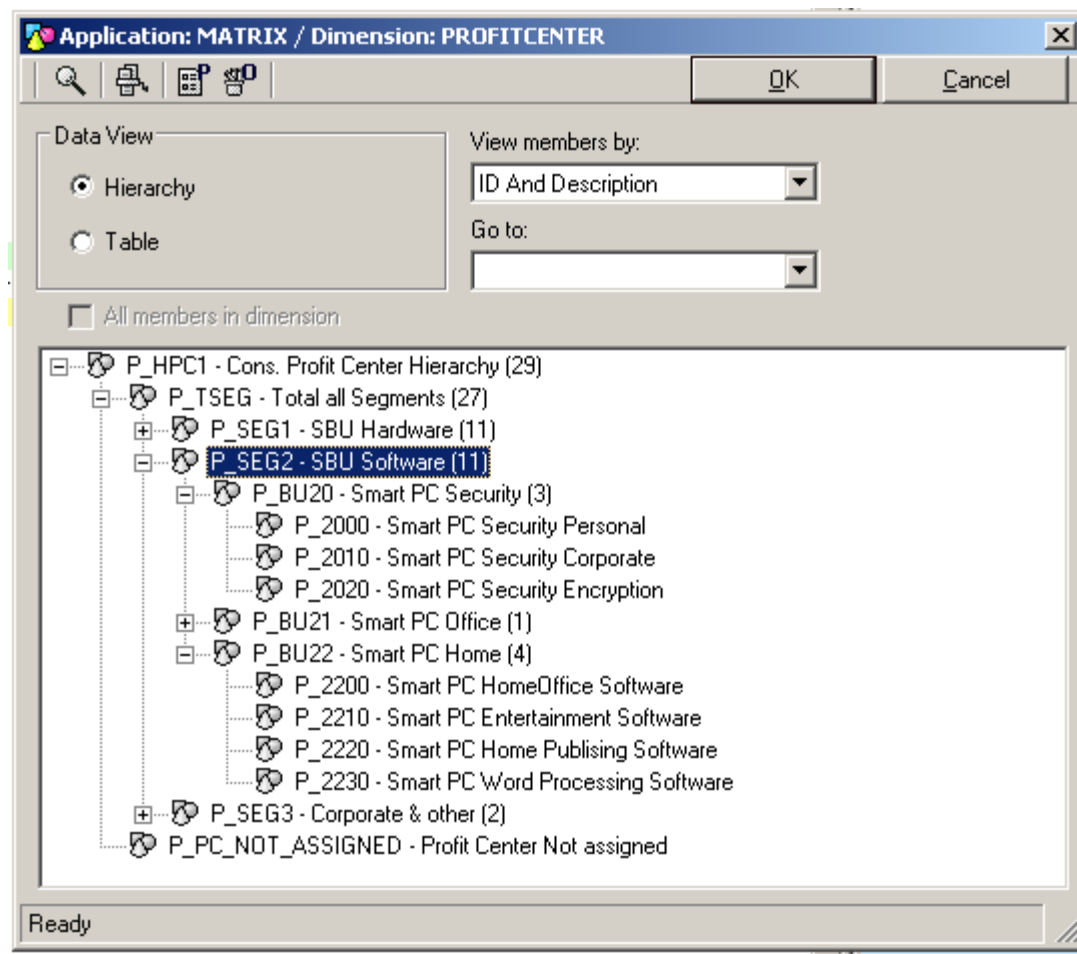 Application: MATRIX / Dimension: PROFITCENTER
OK Cancel
Data View
Hierarchy
Table
View members by:
ID And Description
Go to:
All members in dimension
P_HPC1 - Cons. Profit Center Hierarchy (29)
P_TSEG - Total all Segments (27)
P_SEG1 - SBU Hardware (11)
P_SEG2 - SBU Software (11)
P_BU20 - Smart PC Security (3)
P_2000 - Smart PC Security Personal
P_2010 - Smart PC Security Corporate
P_2020 - Smart PC Security Encryption
P_BU21 - Smart PC Office (1)
P_BU22 - Smart PC Home (4)
P_2200 - Smart PC HomeOffice Software
P_2210 - Smart PC Entertainment Software
P_2220 - Smart PC Home Publising Software
P_2230 - Smart PC Word Processing Software
P_SEG3 - Corporate & other (2)
P_PC_NOT_ASSIGNED - Profit Center Not assigned
Ready